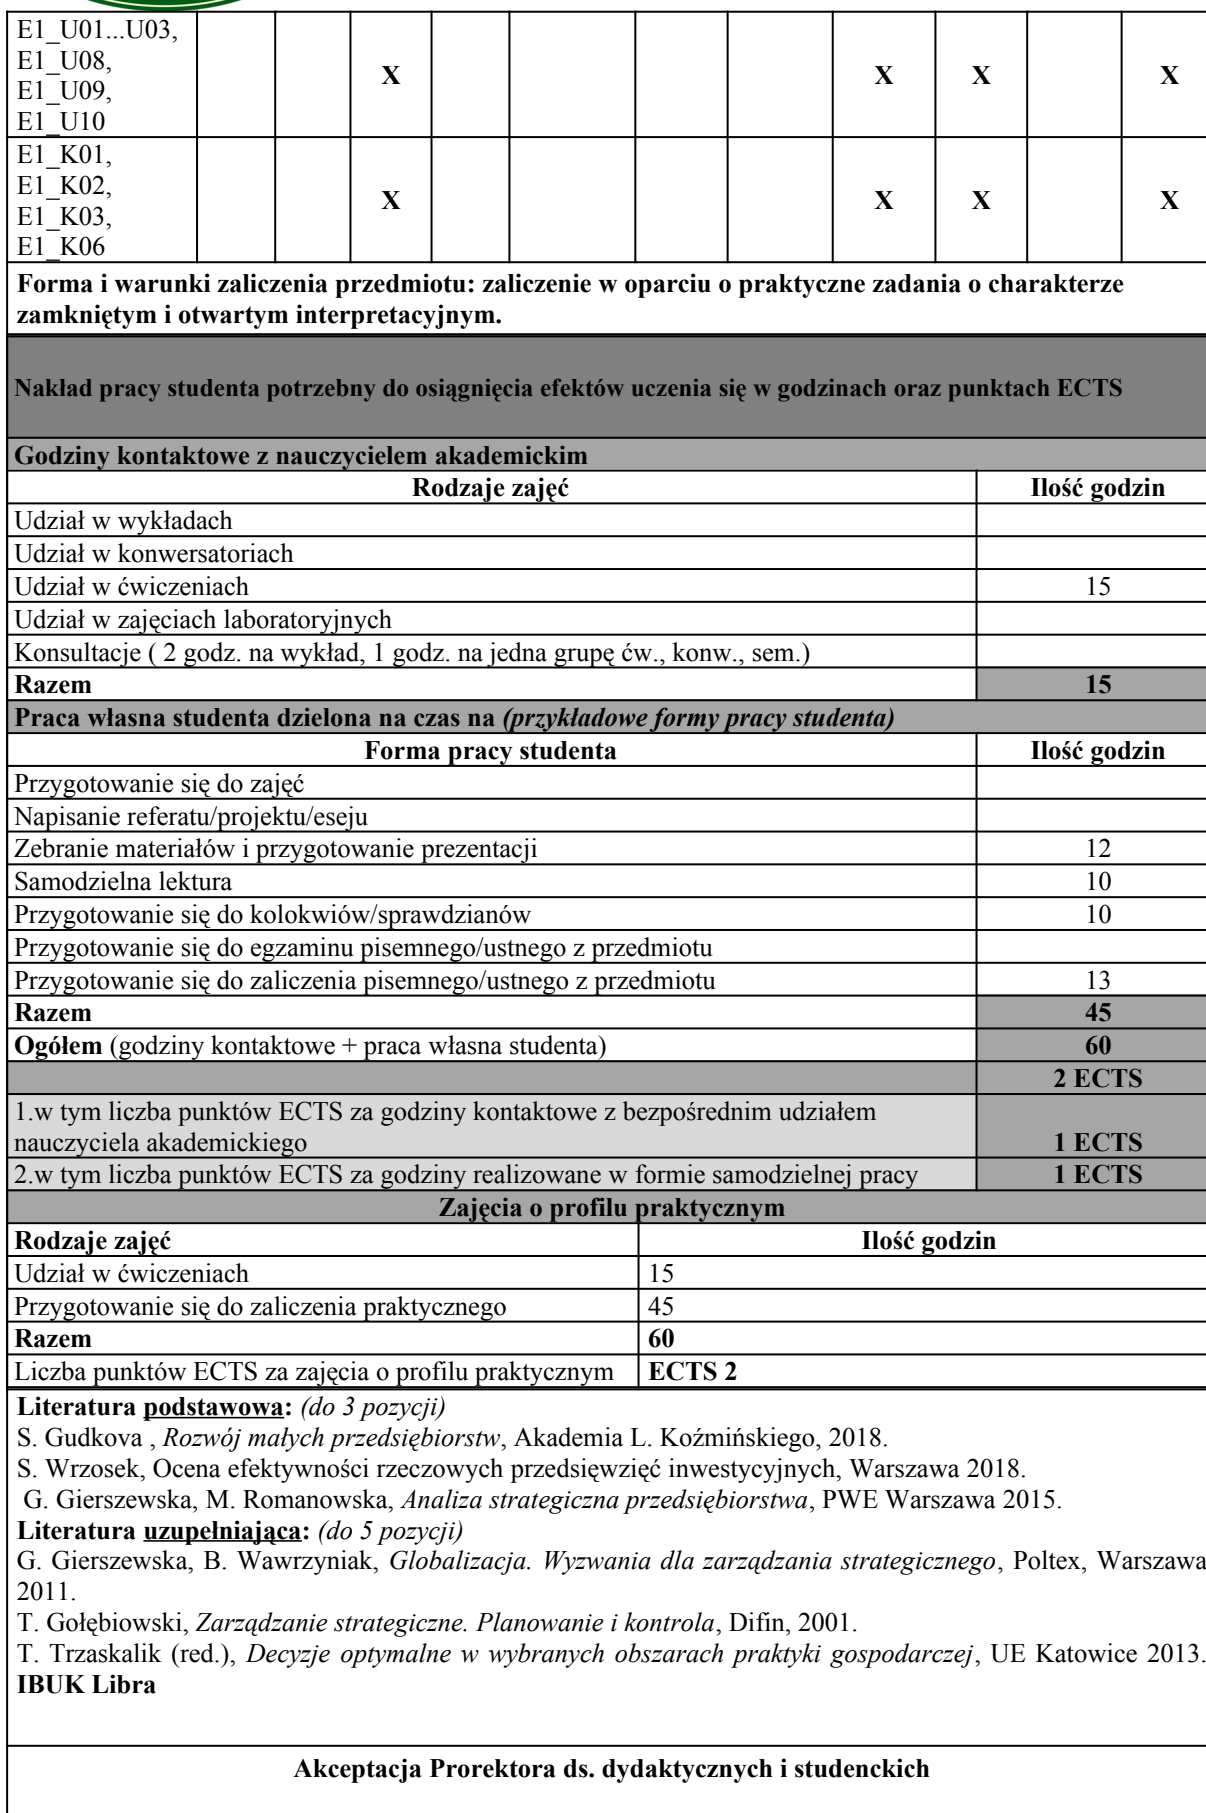 E1_U01...U03,
E1_U08,
E1_U09,
E1_U10
X X X X
E1_K01,
E1_K02,
E1_K03,
E1_K06
X X X X
Forma i warunki zaliczenia przedmiotu: zaliczenie w oparciu o praktyczne zadania o charakterze
zamkniętym i otwartym interpretacyjnym.
Nakład pracy studenta potrzebny do osiągnięcia efektów uczenia się w godzinach oraz punktach ECTS
Godziny kontaktowe z nauczycielem akademickim
Rodzaje zajęć Ilość godzin
Udział w wykładach
Udział w konwersatoriach
Udział w ćwiczeniach 15
Udział w zajęciach laboratoryjnych
Konsultacje ( 2 godz. na wykład, 1 godz. na jedna grupę ćw., konw., sem.)
Razem 15
Praca własna studenta dzielona na czas na (przykładowe formy pracy studenta)
Forma pracy studenta Ilość godzin
Przygotowanie się do zajęć
Napisanie referatu/projektu/eseju
Zebranie materiałów i przygotowanie prezentacji 12
Samodzielna lektura 10
Przygotowanie się do kolokwiów/sprawdzianów 10
Przygotowanie się do egzaminu pisemnego/ustnego z przedmiotu
Przygotowanie się do zaliczenia pisemnego/ustnego z przedmiotu 13
Razem 45
Ogółem (godziny kontaktowe + praca własna studenta) 60
2 ECTS
1.w tym liczba punktów ECTS za godziny kontaktowe z bezpośrednim udziałem
nauczyciela akademickiego 1 ECTS
2.w tym liczba punktów ECTS za godziny realizowane w formie samodzielnej pracy 1 ECTS
Zajęcia o profilu praktycznym
Rodzaje zajęć Ilość godzin
Udział w ćwiczeniach 15
Przygotowanie się do zaliczenia praktycznego 45
Razem 60
Liczba punktów ECTS za zajęcia o profilu praktycznym ECTS 2
Literatura podstawowa: (do 3 pozycji)
S. Gudkova , Rozwój małych przedsiębiorstw, Akademia L. Koźmińskiego, 2018.
S. Wrzosek, Ocena efektywności rzeczowych przedsięwzięć inwestycyjnych, Warszawa 2018.
G. Gierszewska, M. Romanowska, Analiza strategiczna przedsiębiorstwa, PWE Warszawa 2015.
Literatura uzupełniająca: (do 5 pozycji)
G. Gierszewska, B. Wawrzyniak, Globalizacja. Wyzwania dla zarządzania strategicznego, Poltex, Warszawa
2011.
T. Gołębiowski, Zarządzanie strategiczne. Planowanie i kontrola, Difin, 2001.
T. Trzaskalik (red.), Decyzje optymalne w wybranych obszarach praktyki gospodarczej, UE Katowice 2013.
IBUK Libra
Akceptacja Prorektora ds. dydaktycznych i studenckich